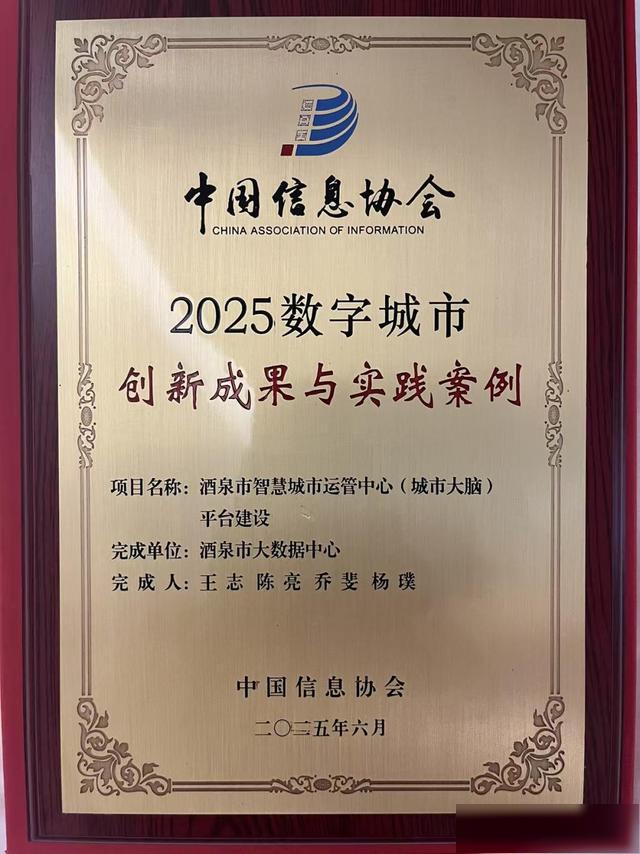 中国信息协会
CHINA ASSOCIATION OF INFORMATION
2025数字城市
创新成果与实践案例
项目名称：酒泉市智慧城市运管中心（城市大脑）
平台建设
完成单位：酒泉市大数据中心
完成人：王志 陈亮 乔斐 杨璞
中国信息协会
二〇二五年六月